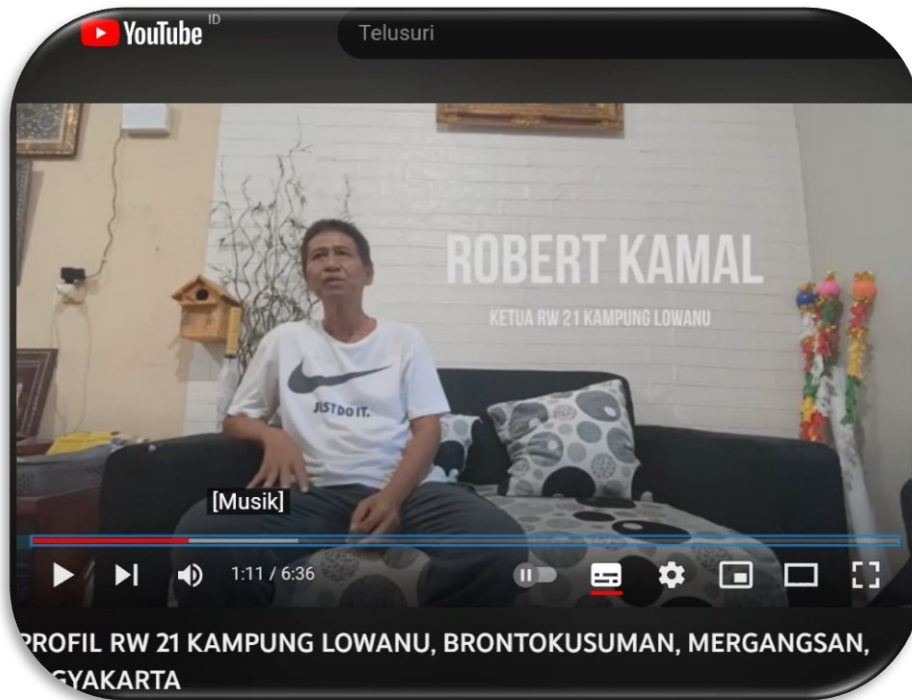 YouTube ID
Telusuri
ROBERT KAMAL
KETUA RW 21 KAMPUNG LOWANU
JUST DO IT.
[Musik]
1:11 / 6:36
PROFIL RW 21 KAMPUNG LOWANU, BRONTOKUSUMAN, MERGANGSAN,
GYAKARTA